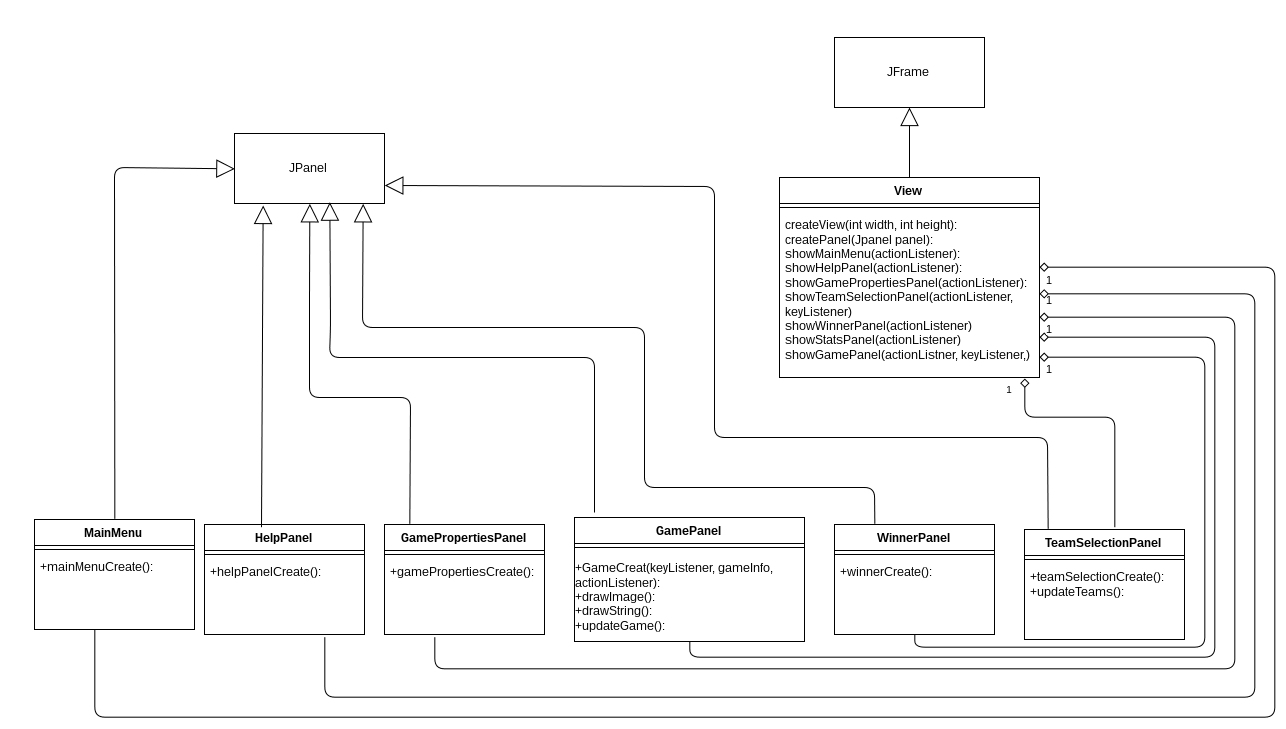 JFrame
JPanel
View
createView(int width, int height):
createPanel(Jpanel panel):
showMainMenu(actionListener):
showHelpPanel(actionListener):
showGamePropertiesPanel(actionListener):
showTeamSelectionPanel(actionListener,
keyListener)
showWinnerPanel(actionListener)
showStatsPanel(actionListener)
showGamePanel(actionListner, keyListener,)
1
1
1
1
1
MainMenu
+mainMenuCreate():
HelpPanel
+helpPanelCreate():
GamePropertiesPanel
+gamePropertiesCreate():
GamePanel
+GameCreat(keyListener, gameInfo,
actionListener):
+drawImage():
+drawString():
+updateGame():
WinnerPanel
+winnerCreate():
TeamSelectionPanel
+teamSelectionCreate():
+updateTeams():